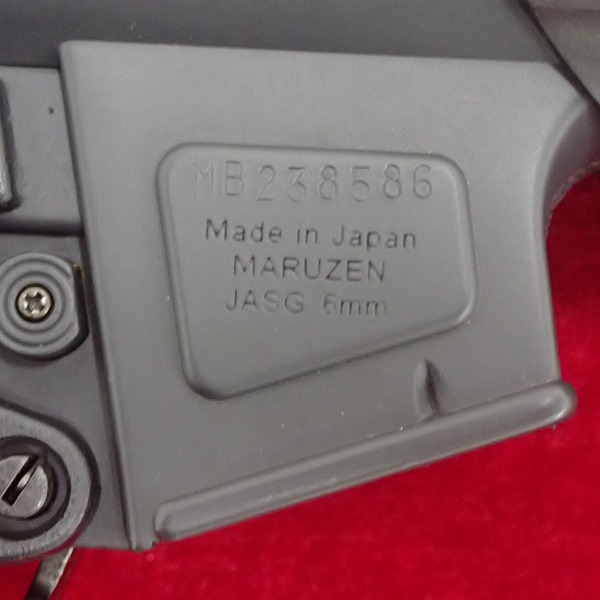 MB238586
Made in Japan
MARUZEN
JASG 6mm